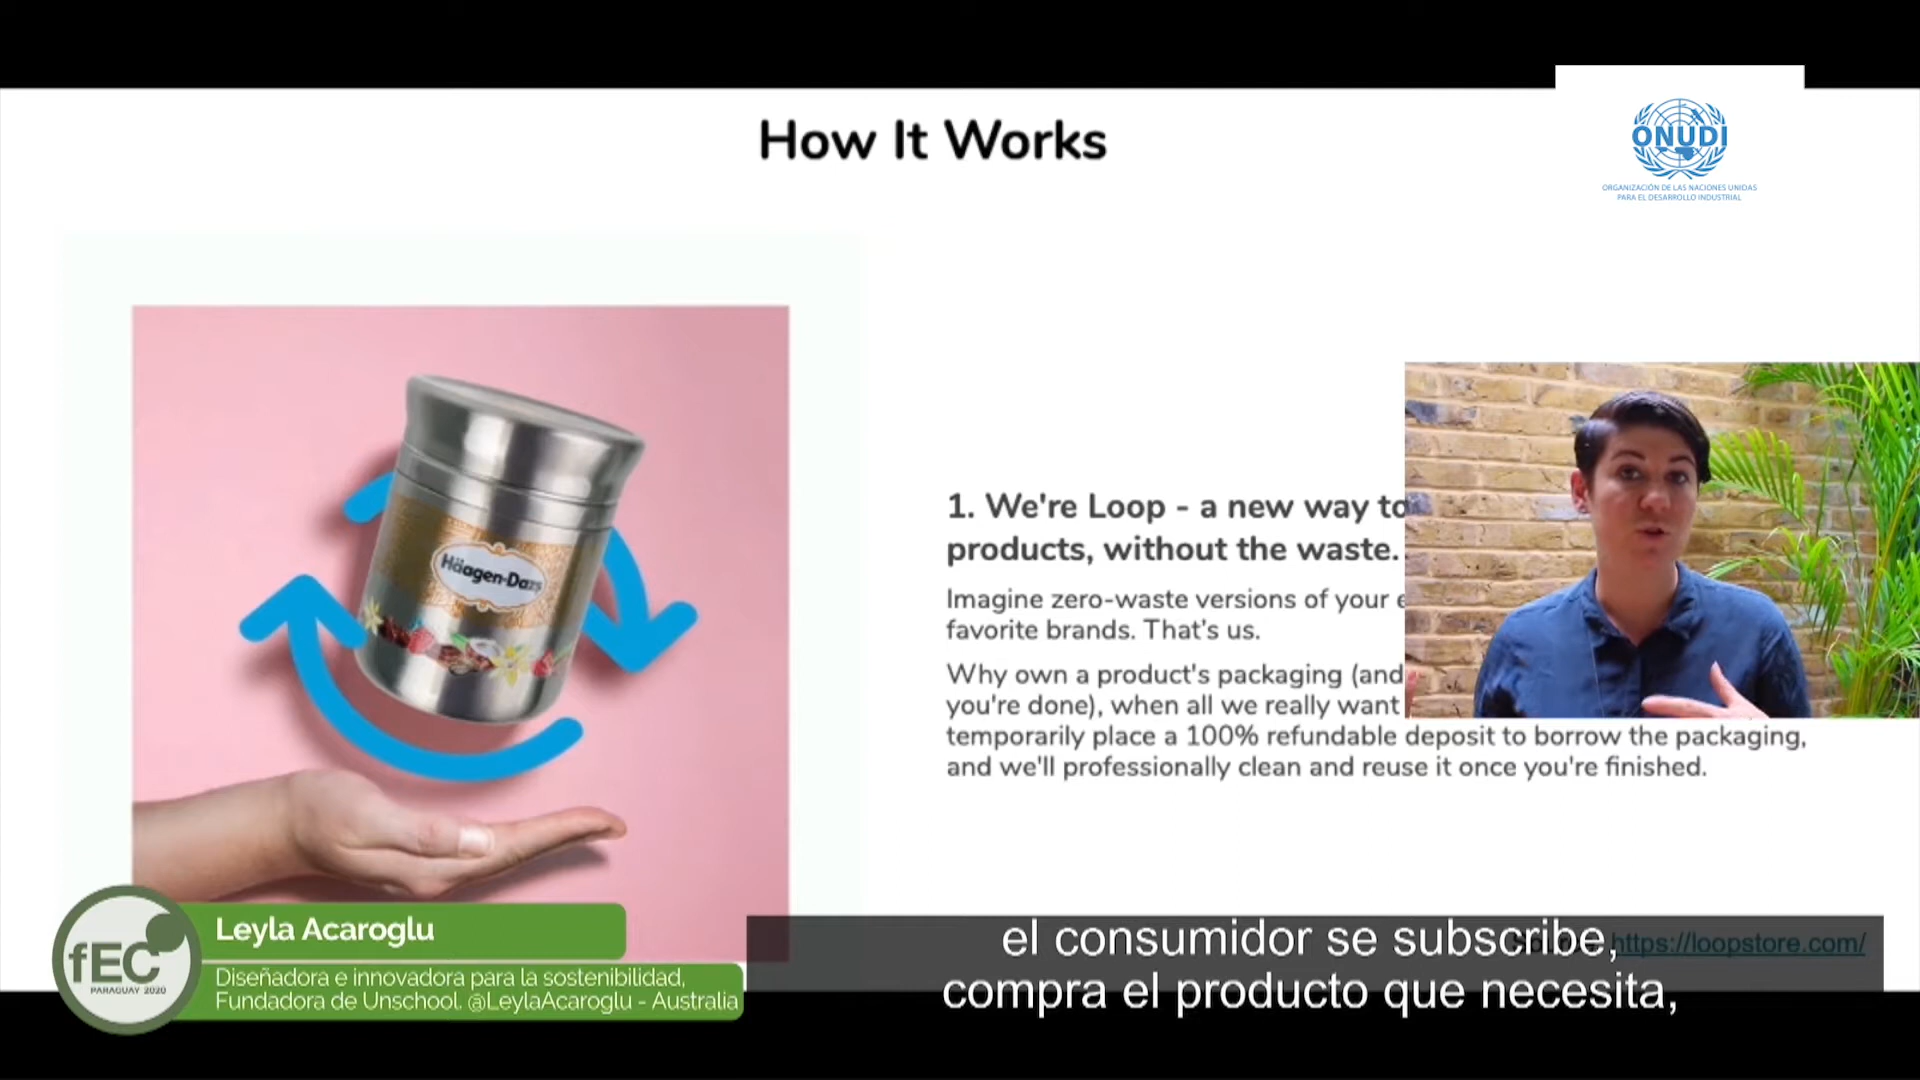 How It Works
ONUDI
ORGANIZACIÓN DE LAS NACIONES UNIDAS
PARA EL DESARROLLO INDUSTRIAL
Häagen-Dazs
1. We're Loop - a new way to
products, without the waste.
Imagine zero-waste versions of your
favorite brands. That's us.
Why own a product's packaging (and
you're done), when all we really want
temporarily place a 100% refundable deposit to borrow the packaging,
and we'll professionally clean and reuse it once you're finished.
https://loopstore.com/
fEC
PARAGUAY 2020
Leyla Acaroglu
Diseñadora e innovadora para la sostenibilidad,
Fundadora de Unschool. @LeylaAcaroglu - Australia
el consumidor se subscribe,
compra el producto que necesita,